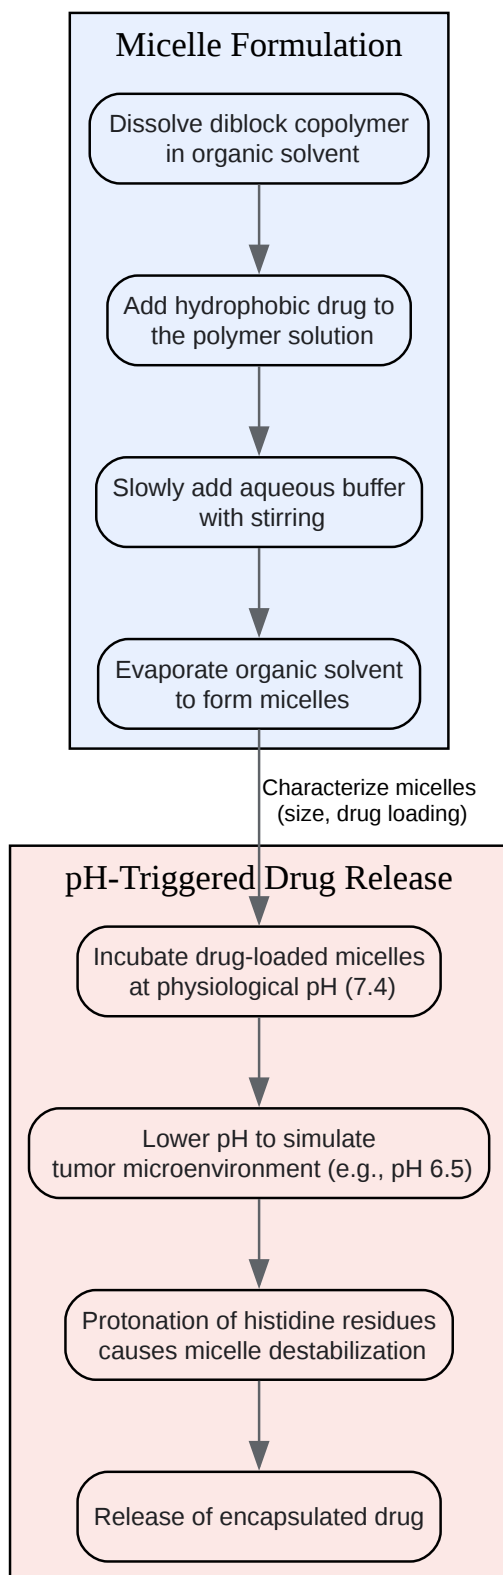 Micelle Formulation
Dissolve diblock copolymer
in organic solvent
Add hydrophobic drug to
the polymer solution
Slowly add aqueous buffer
with stirring
Evaporate organic solvent
to form micelles
Characterize micelles
(size, drug loading)
pH-Triggered Drug Release
Incubate drug-loaded micelles
at physiological pH (7.4)
Lower pH to simulate
tumor microenvironment (e.g., pH 6.5)
Protonation of histidine residues
causes micelle destabilization
Release of encapsulated drug